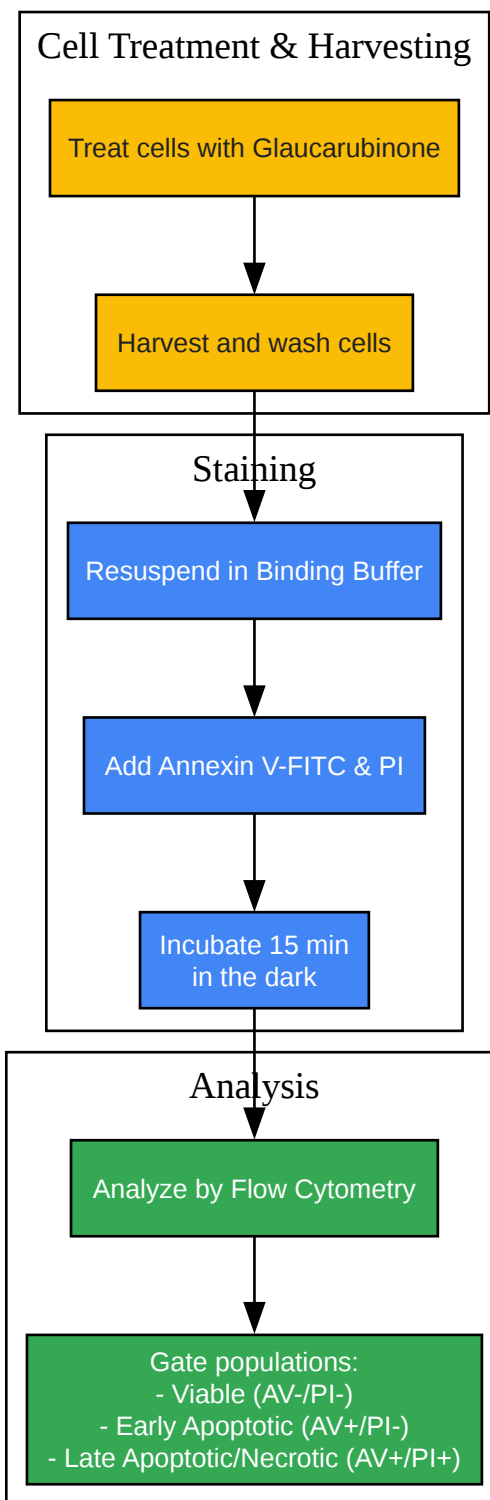 Cell Treatment & Harvesting
Treat cells with Glaucarubinone
Harvest and wash cells
Staining
Resuspend in Binding Buffer
Add Annexin V-FITC & PI
Incubate 15 min
in the dark
Analysis
Analyze by Flow Cytometry
Gate populations:
- Viable (AV-/PI-)
- Early Apoptotic (AV+/PI-)
- Late Apoptotic/Necrotic (AV+/PI+)